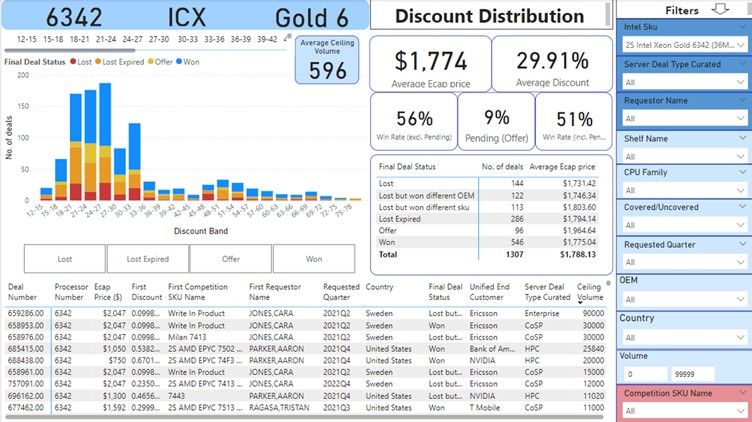 6342 ICX Gold 6
12-15 15-18 18-21 21-24 24-27 27-30 30-33 33-36 36-39 39-42
Average Ceiling
Volume
596
Final Deal Status Lost Lost Expired Offer Won
No. of deals
200
150
100
50
0
12-15 15-18 18-21 21-24 24-27 27-30 30-33 33-36 36-39 39-42 42-45 45-48 48-51 51-54 54-57 57-60 60-63 63-66 66-69 69-72 72-75 75-78
Discount Band
Lost Lost Expired Offer Won
Discount Distribution
$1,774
Average Ecap price
29.91%
Average Discount
56%
Win Rate (excl. Pending)
9%
Pending (Offer)
51%
Win Rate (incl. Pen...
Final Deal Status No. of deals Average Ecap price
Lost 144 $1,731.42
Lost but won different OEM 122 $1,746.34
Lost but won different sku 113 $1,803.60
Lost Expired 286 $1,794.14
Offer 96 $1,964.64
Won 546 $1,775.04
Total 1307 $1,788.13
Deal Number Processor Number Ecap Price ($) First Discount First Competition SKU Name First Requestor Name Requested Quarter Country Final Deal Status Unified End Customer Server Deal Type Curated Ceiling Volume
659286.00 6342 $2,047 0.0998... Write In Product JONES,CARA 2021Q2 Sweden Lost but... Ericsson Enterprise 90000
658953.00 6342 $2,047 0.0998... Write In Product JONES,CARA 2021Q2 Sweden Won Ericsson CoSP 30000
658976.00 6342 $2,047 0.0998... Milan 7413 JONES,CARA 2021Q2 Sweden Lost but... Ericsson CoSP 30000
685415.00 6342 $1,050 0.5382... 2S AMD EPYC 7502 ... PARKER,AARON 2021Q4 United States Won Bank of Am... HPC 25840
688438.00 6342 $750 0.6701... 2S AMD EPYC 74F3 ... PARKER,AARON 2021Q4 United States Won NVIDIA HPC 20000
658961.00 6342 $2,047 0.0998... Write In Product JONES,CARA 2021Q2 Sweden Won Ericsson CoSP 15000
757091.00 6342 $2,047 0.2350... 2S AMD EPYC 7413 ... JONES,CARA 2022Q4 Sweden Lost but... Ericsson CoSP 12000
696162.00 6342 $1,300 0.4656... 7443 PARKER,AARON 2021Q4 United States Lost but... NVIDIA HPC 11020
677462.00 6342 $1,592 0.2999... 2S AMD EPYC 7513 ... RAGASA,TRISTAN 2021Q3 United States Won T Mobile CoSP 11000
Filters
Intel Sku
2S Intel Xeon Gold 6342 (36M...
Server Deal Type Curated
All
Requestor Name
All
Shelf Name
All
CPU Family
All
Covered/Uncovered
All
Requested Quarter
All
OEM
All
Country
All
Volume
0 99999
Competition SKU Name
All